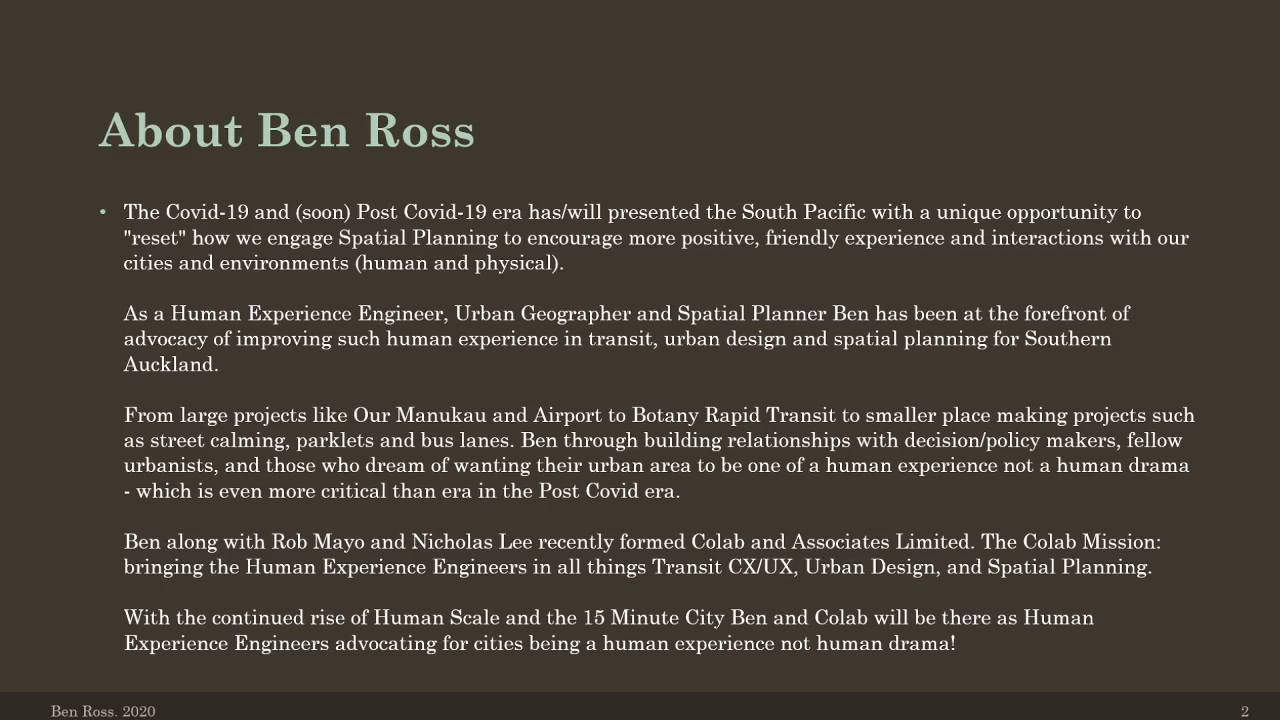 About Ben Ross
• The Covid-19 and (soon) Post Covid-19 era has/will presented the South Pacific with a unique opportunity to
"reset" how we engage Spatial Planning to encourage more positive, friendly experience and interactions with our
cities and environments (human and physical).
As a Human Experience Engineer, Urban Geographer and Spatial Planner Ben has been at the forefront of
advocacy of improving such human experience in transit, urban design and spatial planning for Southern
Auckland.
From large projects like Our Manukau and Airport to Botany Rapid Transit to smaller place making projects such
as street calming, parklets and bus lanes. Ben through building relationships with decision/policy makers, fellow
urbanists, and those who dream of wanting their urban area to be one of a human experience not a human drama
- which is even more critical than era in the Post Covid era.
Ben along with Rob Mayo and Nicholas Lee recently formed Colab and Associates Limited. The Colab Mission:
bringing the Human Experience Engineers in all things Transit CX/UX, Urban Design, and Spatial Planning.
With the continued rise of Human Scale and the 15 Minute City Ben and Colab will be there as Human
Experience Engineers advocating for cities being a human experience not human drama!
Ben Ross. 2020
2